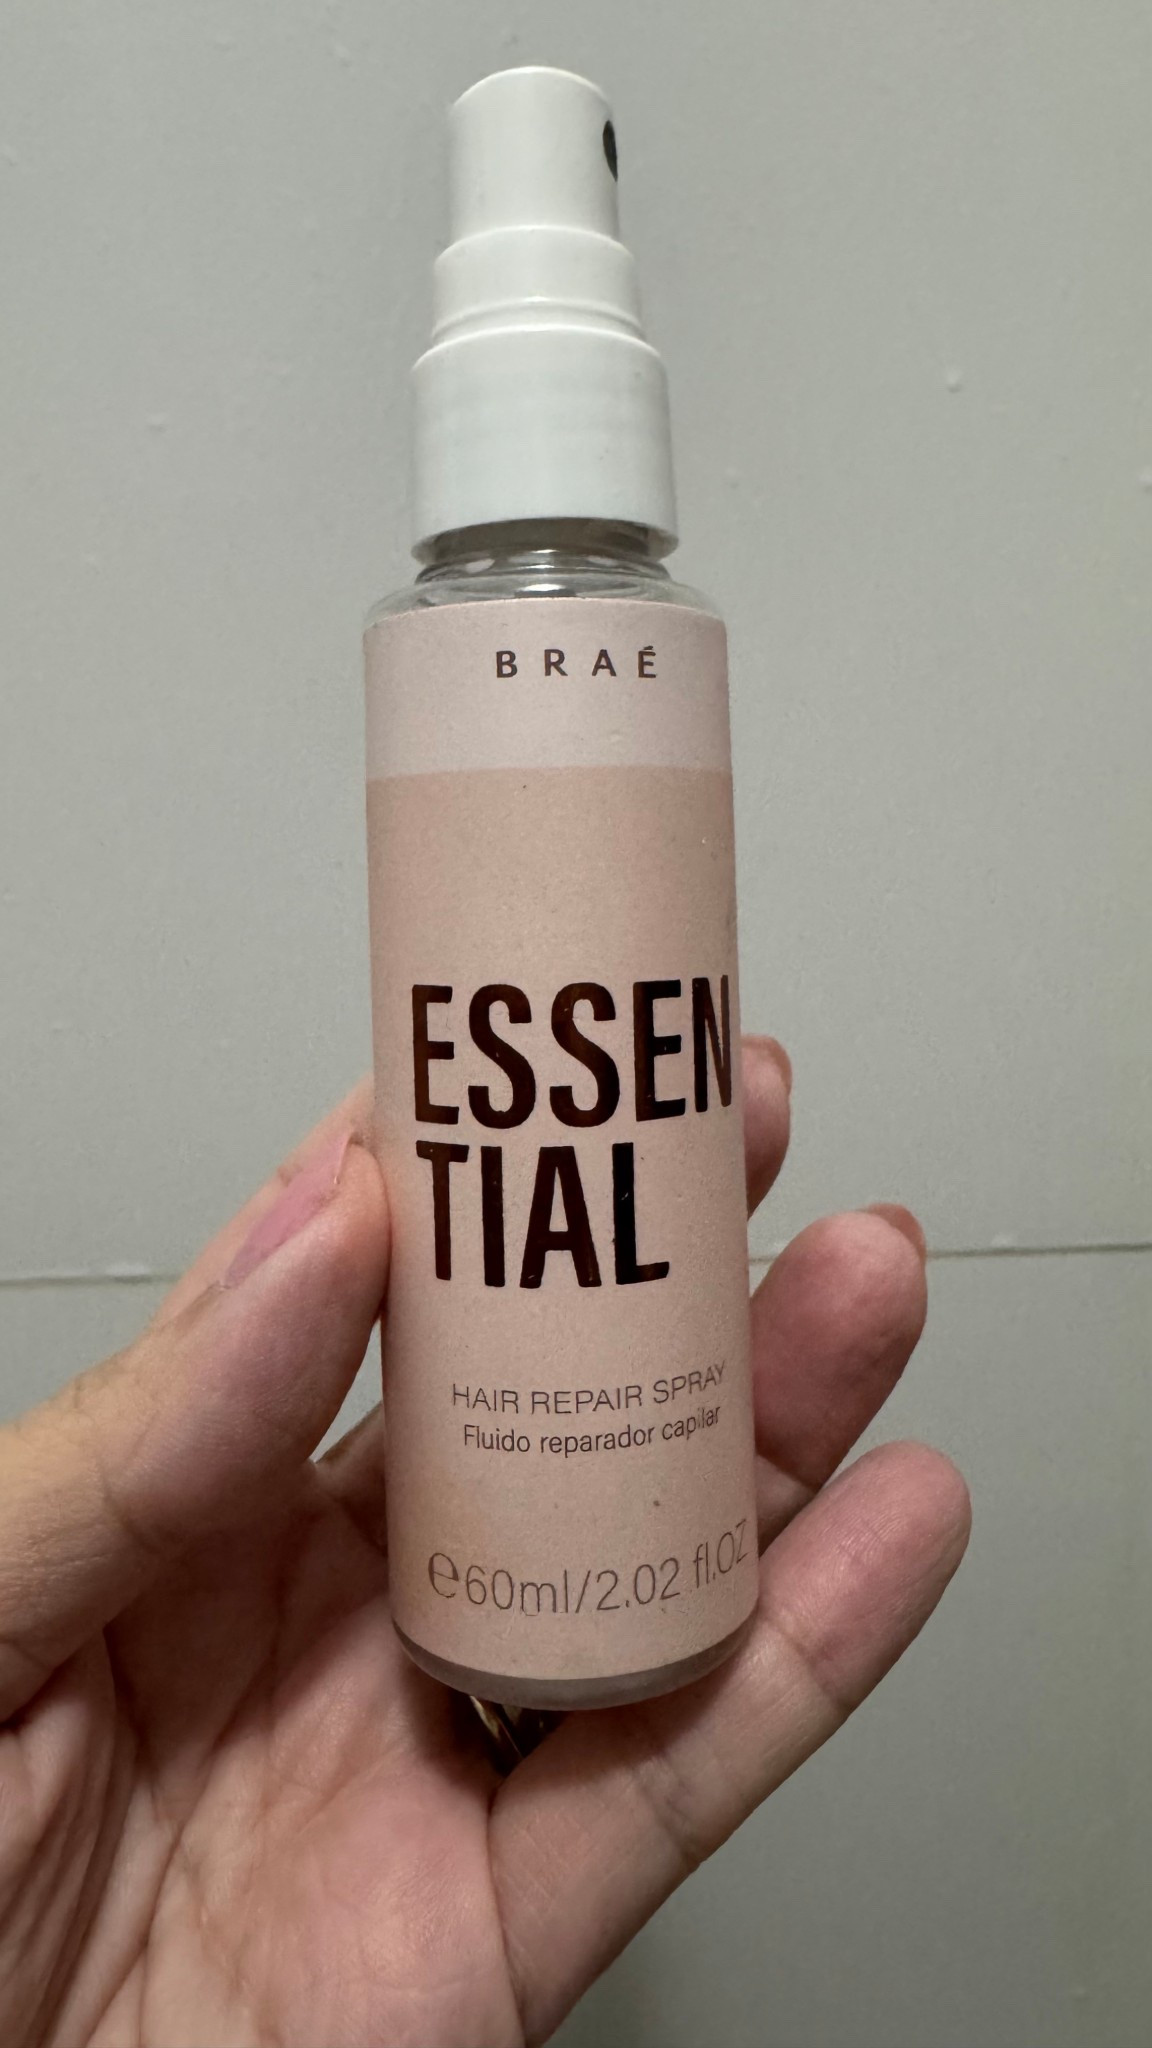 BRAÉ
ESSEN
TIAL
HAIR REPAIR SPRAY
Fluido reparador capilar
℮60ml/2.02 fl.OZ